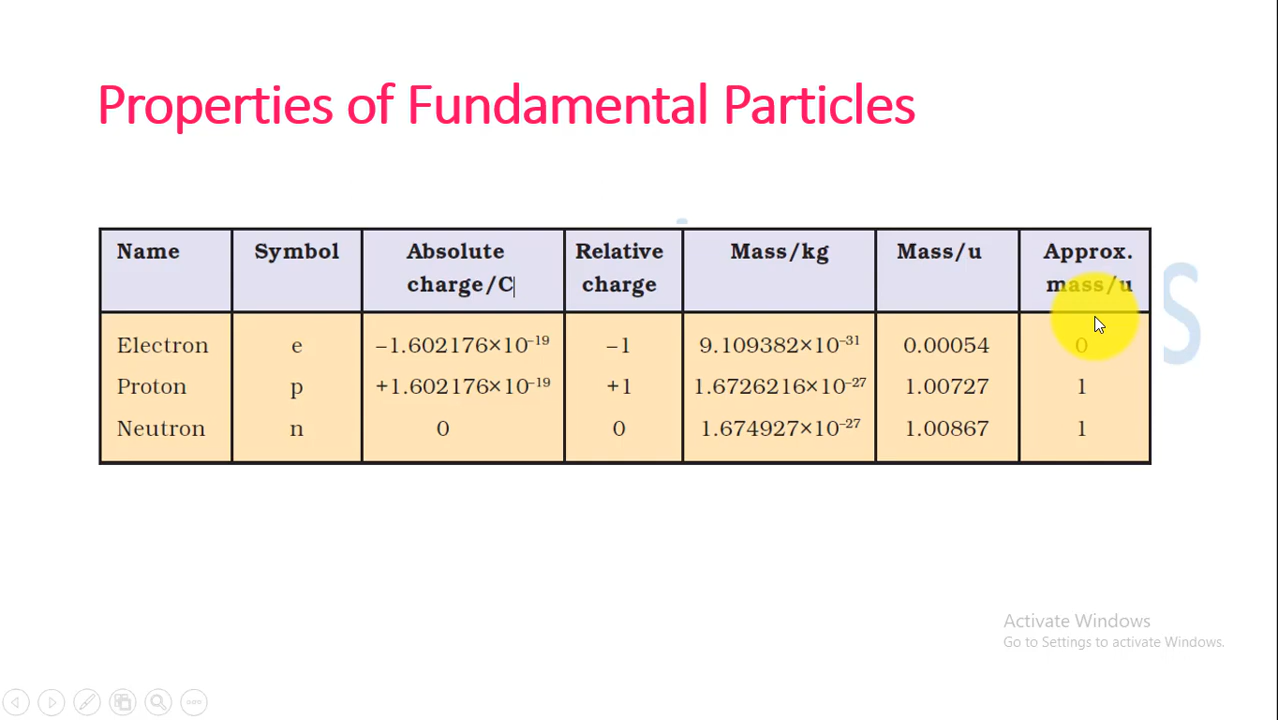 Properties of Fundamental Particles
Name Symbol Absolute charge/C Relative charge Mass/kg Mass/u Approx. mass/u
Electron e –1.602176×10⁻¹⁹ –1 9.109382×10⁻³¹ 0.00054 0
Proton p +1.602176×10⁻¹⁹ +1 1.6726216×10⁻²⁷ 1.00727 1
Neutron n 0 0 1.674927×10⁻²⁷ 1.00867 1
Activate Windows
Go to Settings to activate Windows.